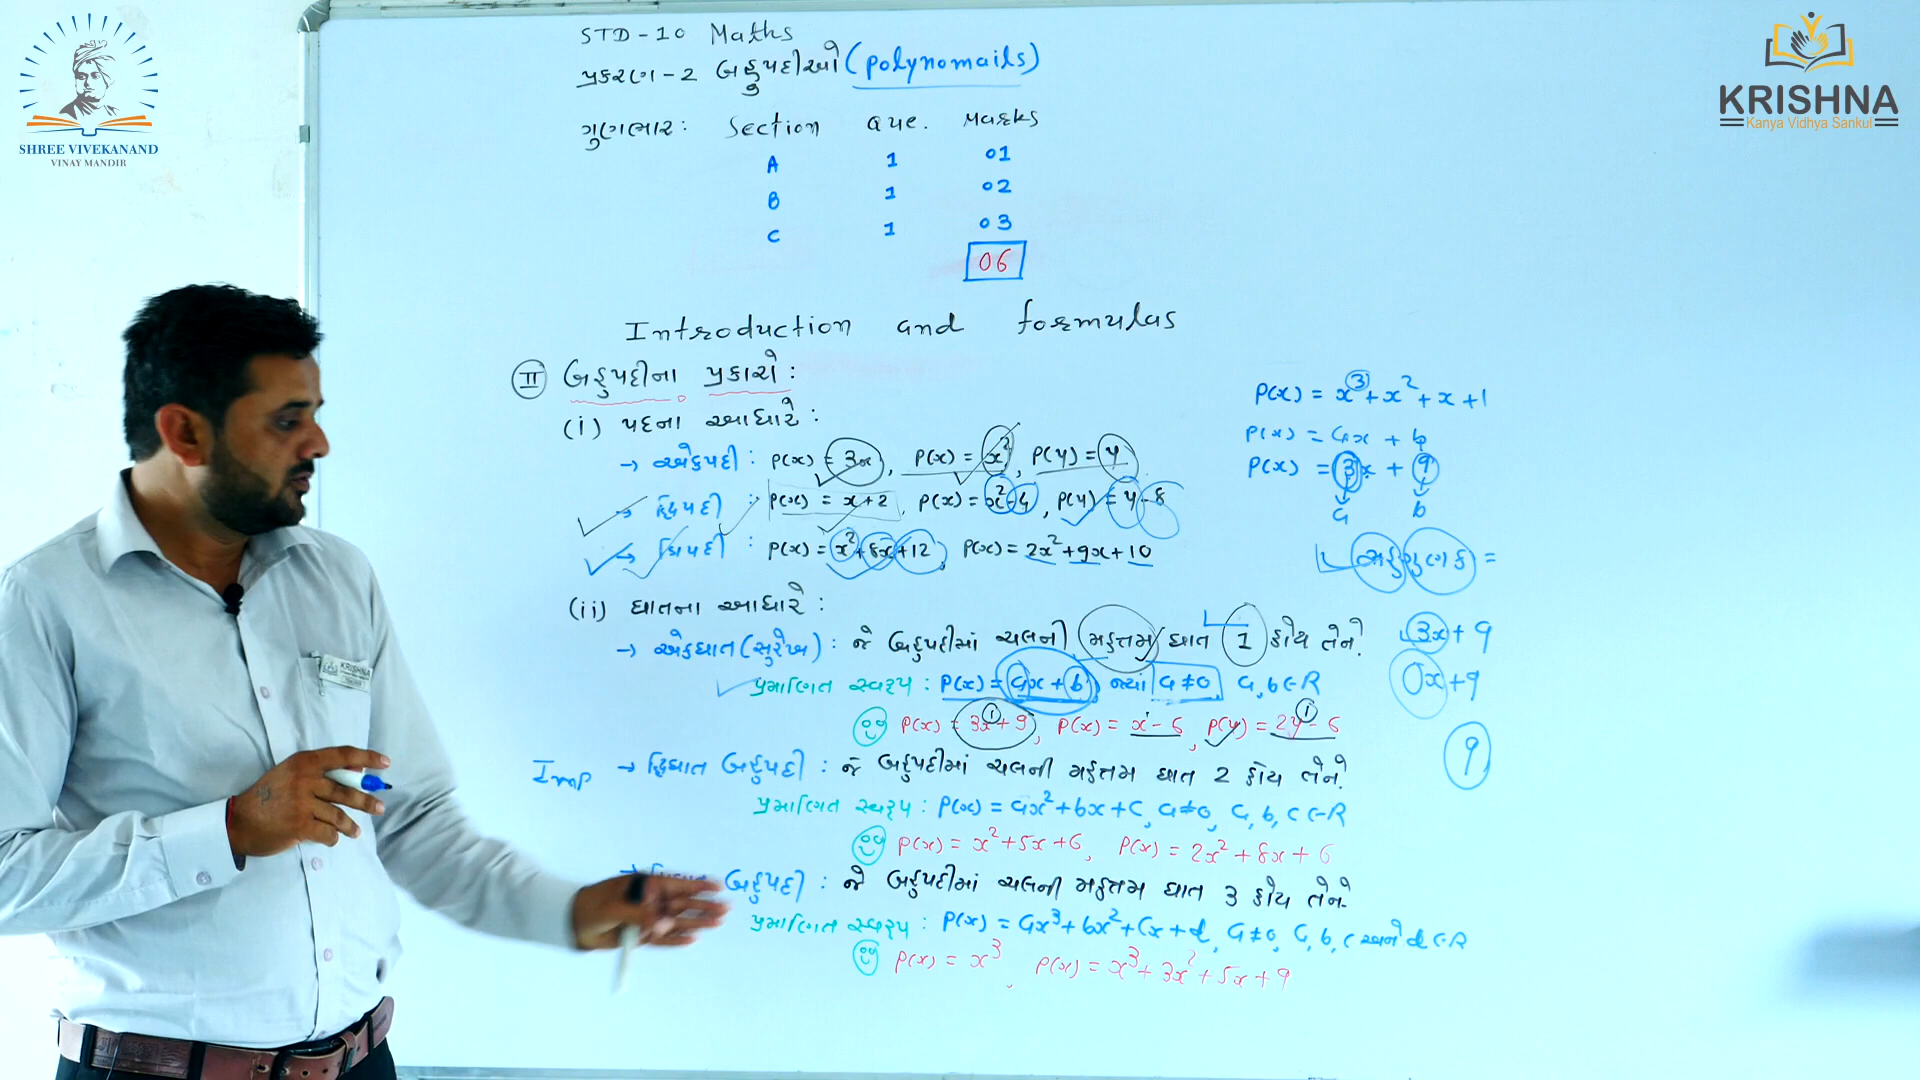 SHREE VIVEKANAND
VINAY MANDIR
KRISHNA
Kanya Vidhya Sankul
STD-10 Maths
પ્રકરણ-2 બહુપદીઓ (polynomails)
ગુણભાર: Section Que. Marks
A 1 01
B 1 02
C 1 03
06
Introduction and formulas
II બહુપદીના પ્રકારો:
(i) પદના આધારે:
→ એકપદી: P(x) = 3x, P(x) = x², P(y) = y
→ દ્વિપદી: P(x) = x+2, P(x) = x²-4, P(y) = y-8
→ ત્રિપદી: P(x) = x²+8x+12, P(x) = 2x²+9x+10
(ii) ઘાતના આધારે:
→ એકઘાત (સુરેખ): જે બહુપદીમાં ચલની મહત્તમ ઘાત 1 હોય તેને.
પ્રમાણિત સ્વરૂપ: P(x) = ax+b, જ્યાં a≠0, a,b∈R
P(x) = 3x+9, P(x) = x-6, P(y) = 2y-6
Imp → દ્વિઘાત બહુપદી: જે બહુપદીમાં ચલની મહત્તમ ઘાત 2 હોય તેને.
પ્રમાણિત સ્વરૂપ: P(x) = ax²+bx+c, a≠0, a, b, c∈R
P(x) = x²+5x+6, P(x) = 2x²+8x+6
→ બહુપદી: જે બહુપદીમાં ચલની મહત્તમ ઘાત 3 હોય તેને.
પ્રમાણિત સ્વરૂપ: P(x) = ax³+bx²+cx+d, a≠0, a, b, c અને d∈R
P(x) = x³, P(x) = x³+3x²+5x+9
P(x) = x³+x²+x+1
P(x) = ax + b
P(x) = 3x + 9
a b
સહગુણક =
3x+9
0x+9
9
KRISHNA